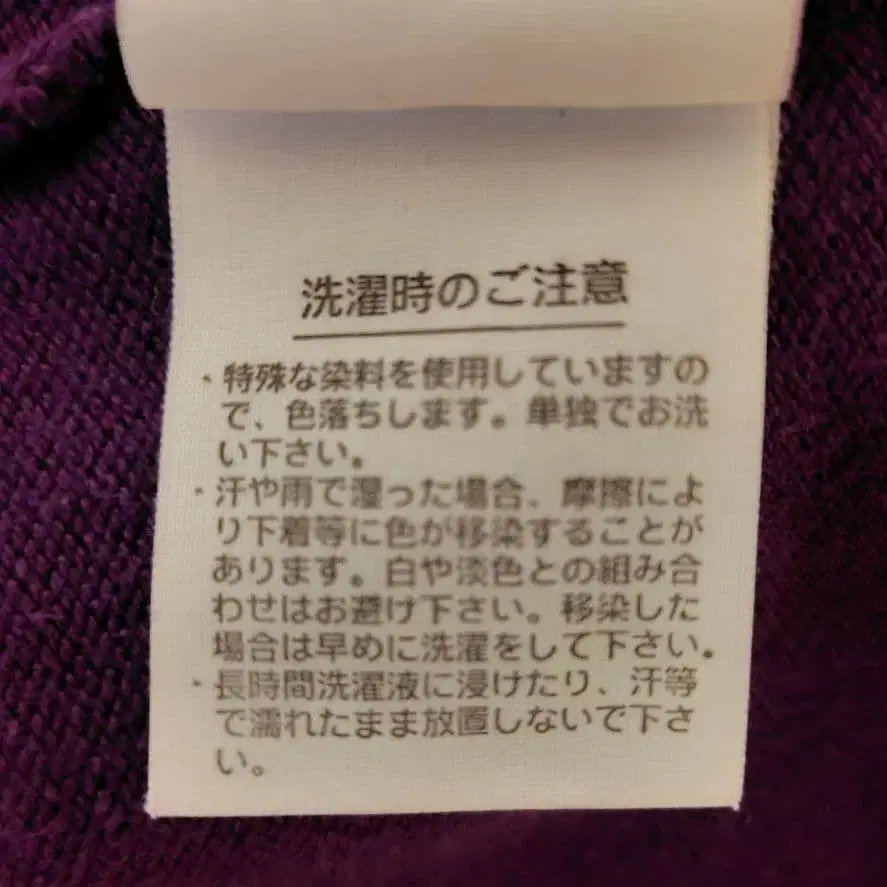 洗濯時のご注意
・特殊な染料を使用していますの
で、色落ちします。単独でお洗
い下さい。
・汗や雨で湿った場合、摩擦によ
り下着等に色が移染することが
あります。白や淡色との組み合
わせはお避け下さい。移染した
場合は早めに洗濯をして下さい。
・長時間洗濯液に浸けたり、汗等
で濡れたまま放置しないで下さ
い。